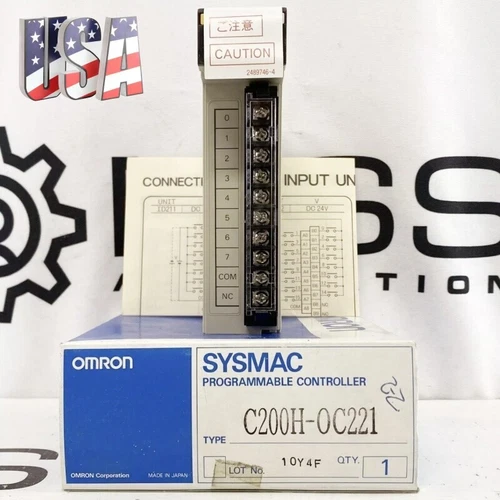 USA
ご注意
CAUTION
2489746-4
0
1
2
3
4
5
6
7
COM
NC
CONNECTI
INPUT UN
UNIT
V
DC 24V
OMRON
SYSMAC
PROGRAMMABLE CONTROLLER
C200H-OC221
TYPE
LOT No.
10Y4F
QTY.
1
OMRON Corporation
MADE IN JAPAN